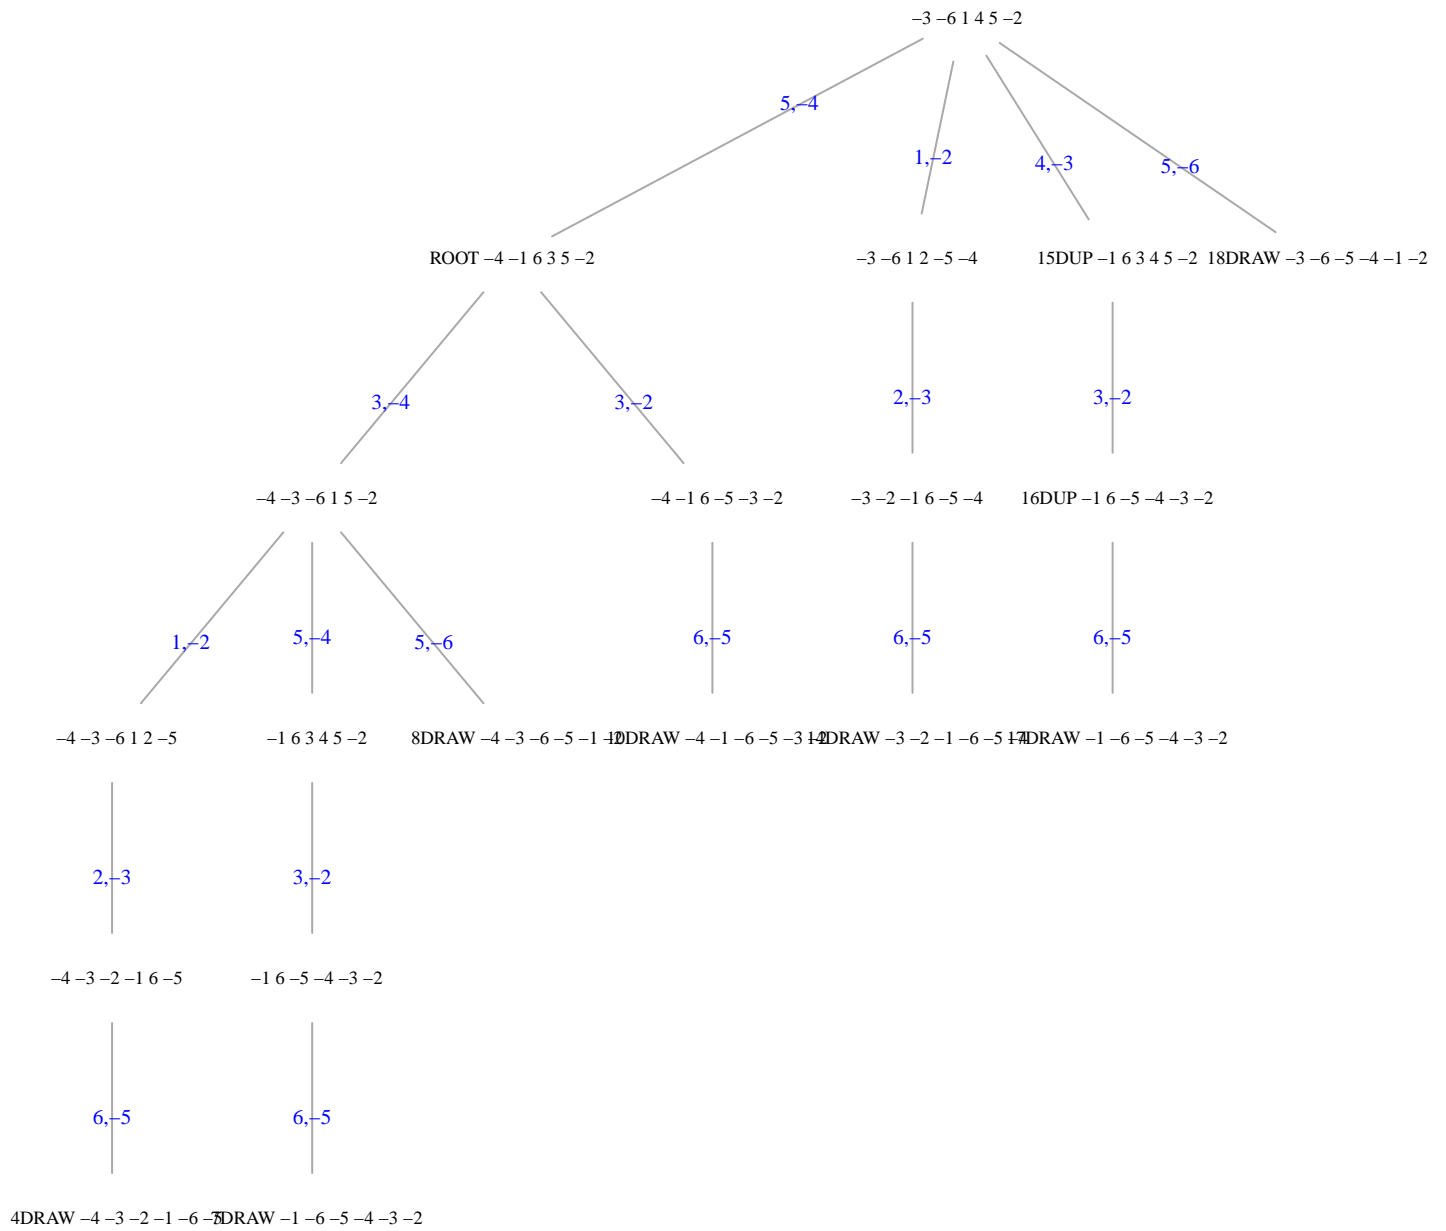 –3 –6 1 4 5 –2
5,–4
1,–2
4,–3
5,–6
ROOT –4 –1 6 3 5 –2
–3 –6 1 2 –5 –4
15DUP –1 6 3 4 5 –2
18DRAW –3 –6 –5 –4 –1 –2
3,–4
3,–2
2,–3
3,–2
–4 –3 –6 1 5 –2
–4 –1 6 –5 –3 –2
–3 –2 –1 6 –5 –4
16DUP –1 6 –5 –4 –3 –2
1,–2
5,–4
5,–6
6,–5
6,–5
6,–5
–4 –3 –6 1 2 –5
–1 6 3 4 5 –2
8DRAW –4 –3 –6 –5 –1 –2
10DRAW –4 –1 –6 –5 –3 –2
14DRAW –3 –2 –1 –6 –5 –4
17DRAW –1 –6 –5 –4 –3 –2
2,–3
3,–2
–4 –3 –2 –1 6 –5
–1 6 –5 –4 –3 –2
6,–5
6,–5
4DRAW –4 –3 –2 –1 –6 –5
7DRAW –1 –6 –5 –4 –3 –2